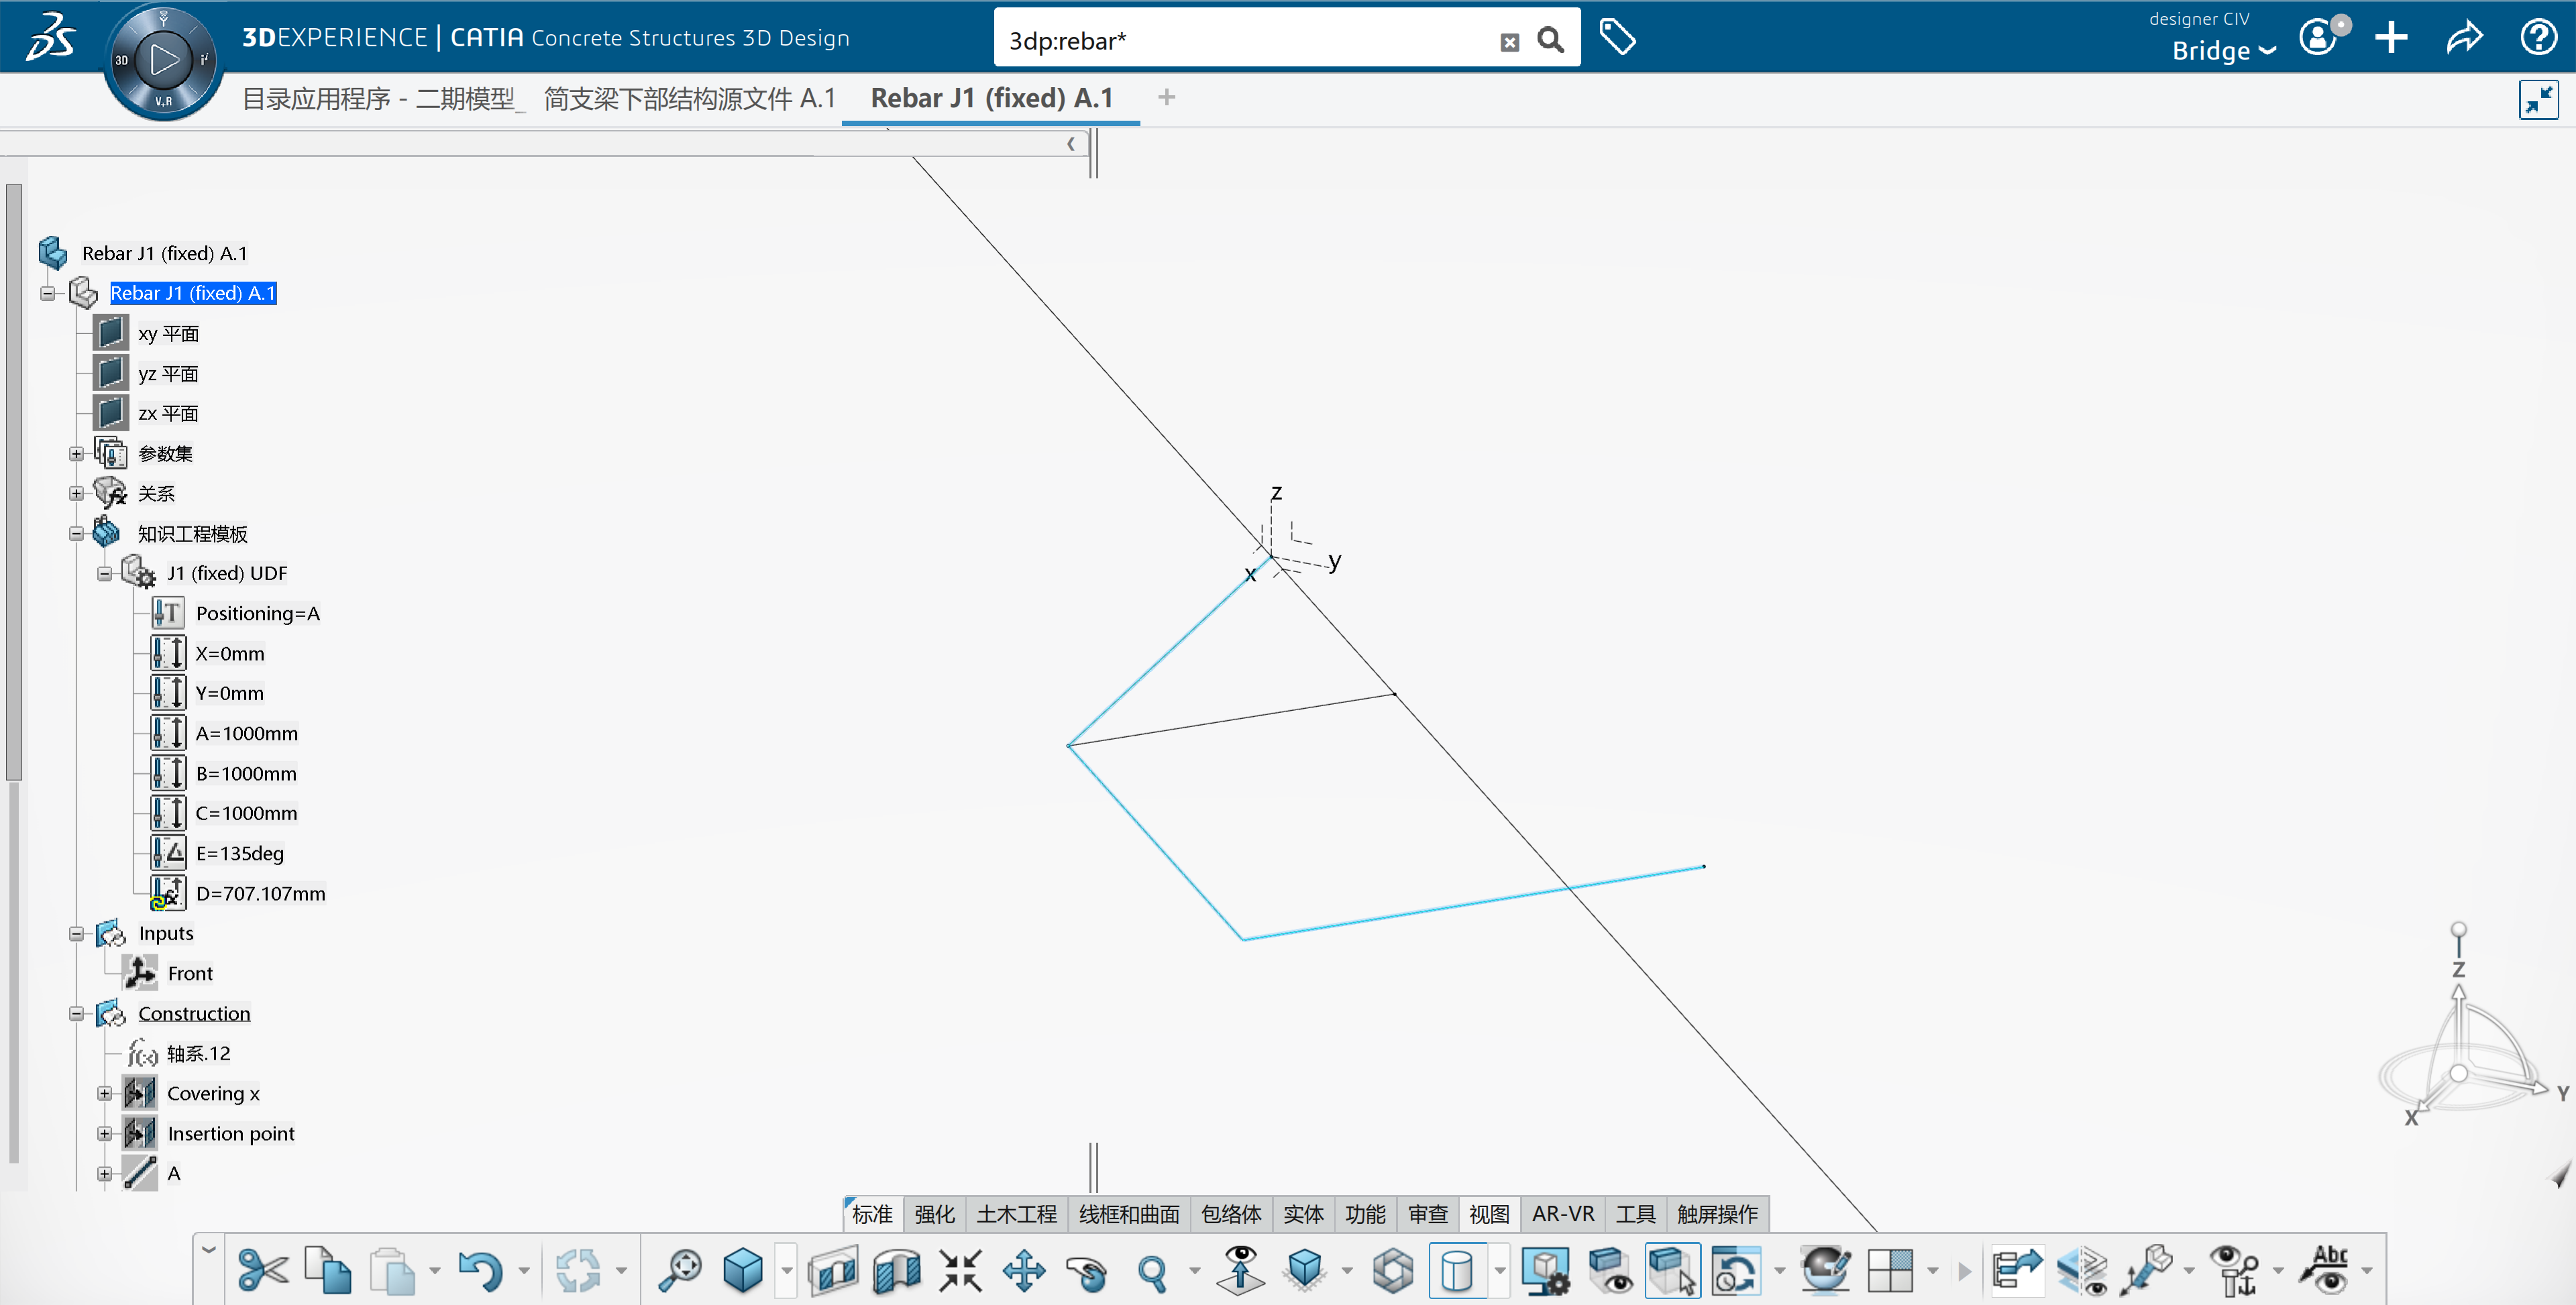 designer CIV
3DEXPERIENCE | CATIA Concrete Structures 3D Design
3dp:rebar*
Bridge
3D
V,R
目录应用程序 - 二期模型_
简支梁下部结构源文件 A.1
Rebar J1 (fixed) A.1
Rebar J1 (fixed) A.1
Rebar J1 (fixed) A.1
xy 平面
yz 平面
zx 平面
参数集
关系
知识工程模板
J1 (fixed) UDF
Positioning=A
X=0mm
Y=0mm
A=1000mm
B=1000mm
C=1000mm
E=135deg
D=707.107mm
Inputs
Front
Construction
轴系.12
Covering x
Insertion point
A
z
y
x
Z
Y
X
标准 强化 土木工程 线框和曲面 包络体 实体 功能 审查 视图 AR-VR 工具 触屏操作
Abc